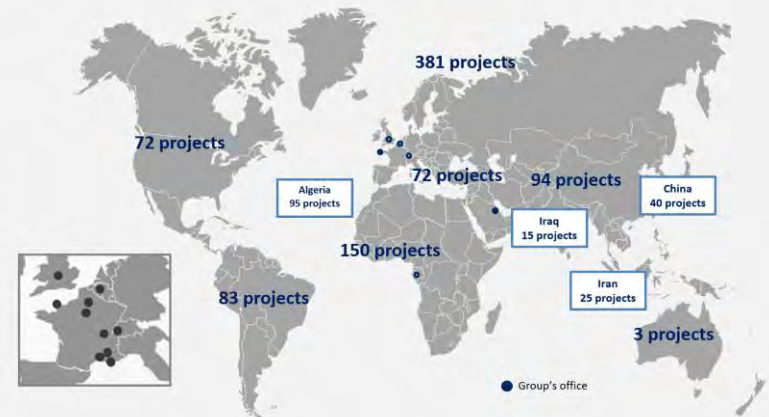 381 projects
72 projects
72 projects
94 projects
Algeria
95 projects
China
40 projects
Iraq
15 projects
150 projects
Iran
25 projects
83 projects
3 projects
Group's office